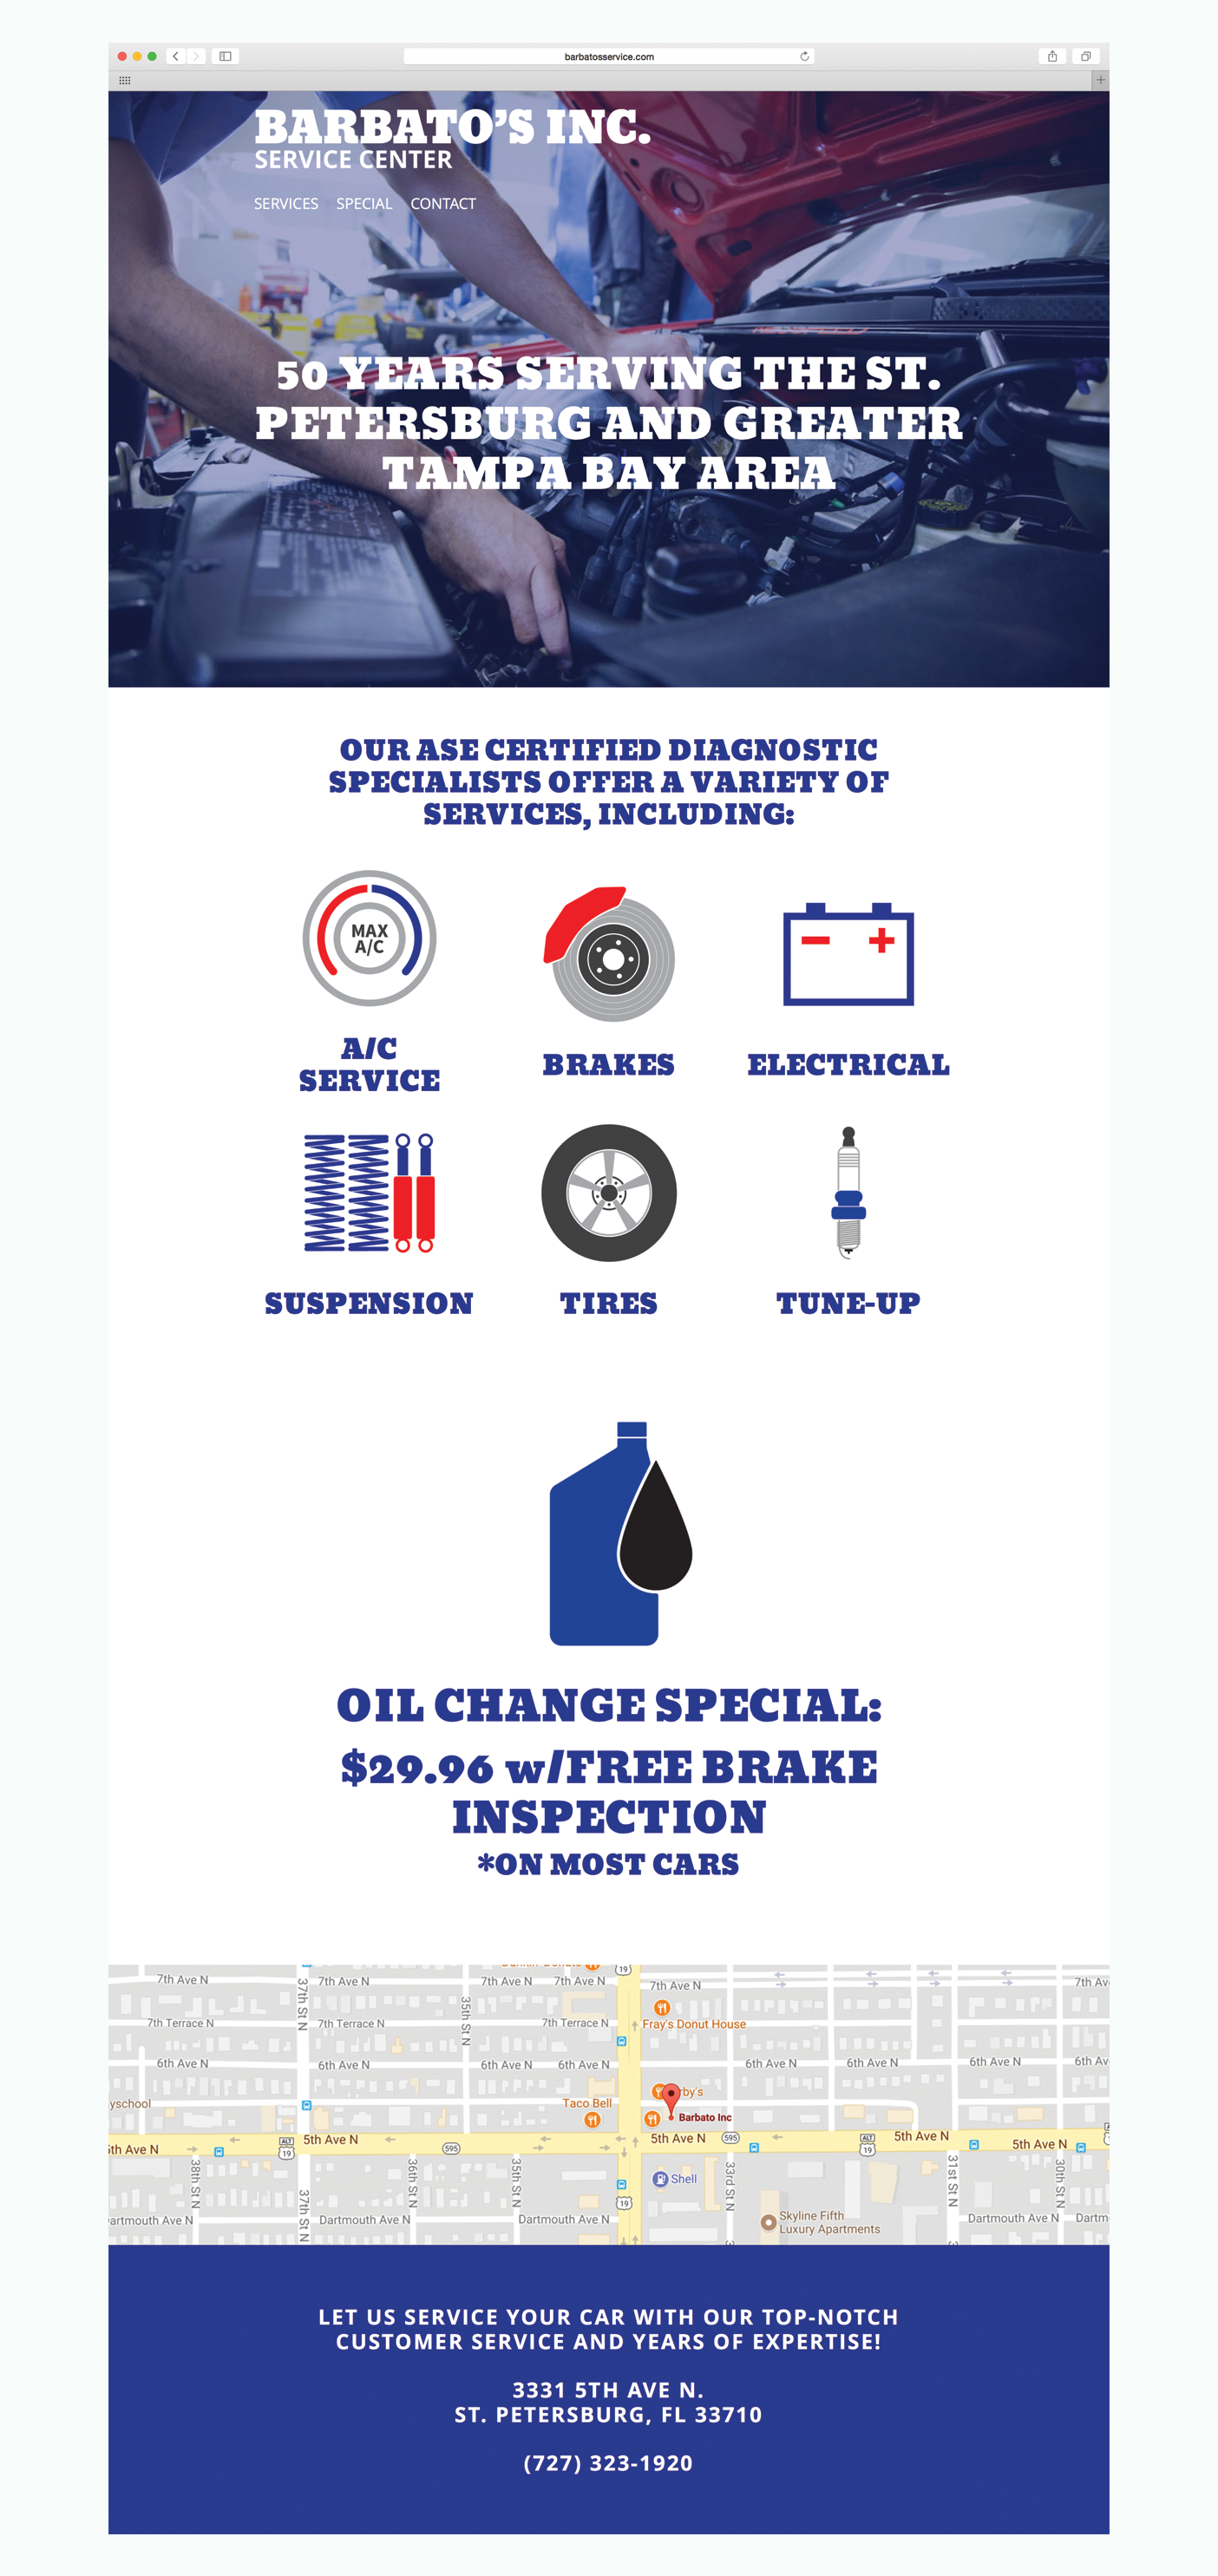 barbatosservice.com
BARBATO'S INC.
SERVICE CENTER
SERVICES SPECIAL CONTACT
50 YEARS SERVING THE ST.
PETERSBURG AND GREATER
TAMPA BAY AREA
OUR ASE CERTIFIED DIAGNOSTIC
SPECIALISTS OFFER A VARIETY OF
SERVICES, INCLUDING:
MAX
A/C
A/C
SERVICE
BRAKES
ELECTRICAL
SUSPENSION
TIRES
TUNE-UP
OIL CHANGE SPECIAL:
$29.96 w/FREE BRAKE
INSPECTION
*ON MOST CARS
19
7th Ave N
7th Ave N
7th Ave N
7th Ave N
7th Ave N
7th Av
37th St N
35th St N
Fray's Donut House
7th Terrace N
7th Terrace N
7th Terrace N
6th Ave N
6th Ave N
6th Ave N
6th Ave N
6th Ave N
6th Ave N
6th Ave N
6th Av
yschool
Taco Bell
rby's
Barbato Inc
5th Ave N
ALT
19
5th Ave N
595
5th Ave N
595
ALT
19
5th Ave N
5th Ave N
38th St N
37th St N
36th St N
35th St N
Shell
19
33rd St N
31st St N
30th St N
Skyline Fifth
Luxury Apartments
artmouth Ave N
Dartmouth Ave N
Dartmouth Ave N
Dartmouth Ave N
Dartm
LET US SERVICE YOUR CAR WITH OUR TOP-NOTCH
CUSTOMER SERVICE AND YEARS OF EXPERTISE!
3331 5TH AVE N.
ST. PETERSBURG, FL 33710
(727) 323-1920